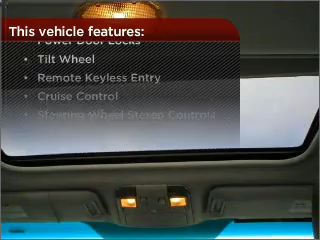 This vehicle features:
Power Door Locks
• Tilt Wheel
• Remote Keyless Entry
• Cruise Control
• Steering Wheel Stereo Controls